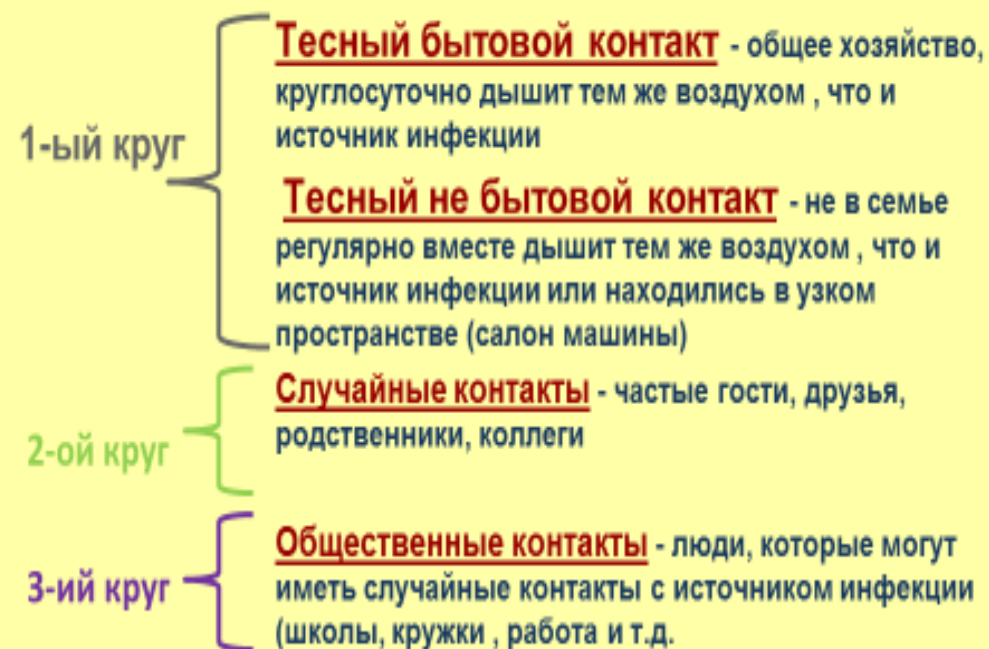 1-ый круг
Тесный бытовой контакт - общее хозяйство,
круглосуточно дышит тем же воздухом , что и
источник инфекции
Тесный не бытовой контакт - не в семье
регулярно вместе дышит тем же воздухом , что и
источник инфекции или находились в узком
пространстве (салон машины)
2-ой круг
Случайные контакты - частые гости, друзья,
родственники, коллеги
3-ий круг
Общественные контакты - люди, которые могут
иметь случайные контакты с источником инфекции
(школы, кружки , работа и т.д.